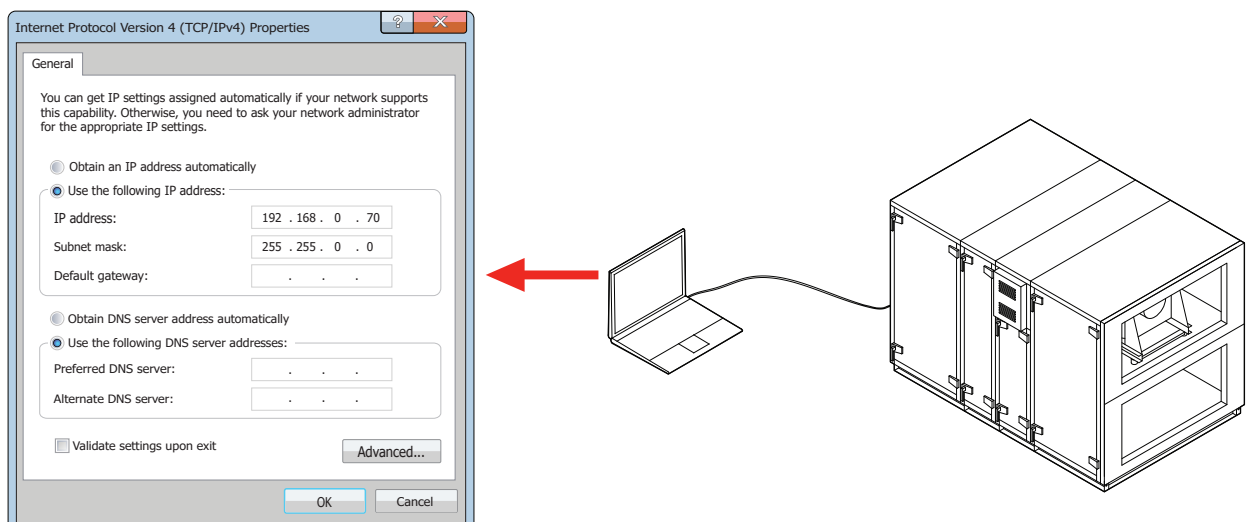 Internet Protocol Version 4 (TCP/IPv4) Properties
?
X
General
You can get IP settings assigned automatically if your network supports
this capability. Otherwise, you need to ask your network administrator
for the appropriate IP settings.
Obtain an IP address automatically
Use the following IP address:
IP address: 192 . 168 . 0 . 70
Subnet mask: 255 . 255 . 0 . 0
Default gateway: . . .
Obtain DNS server address automatically
Use the following DNS server addresses:
Preferred DNS server: . . .
Alternate DNS server: . . .
Validate settings upon exit
Advanced...
OK Cancel